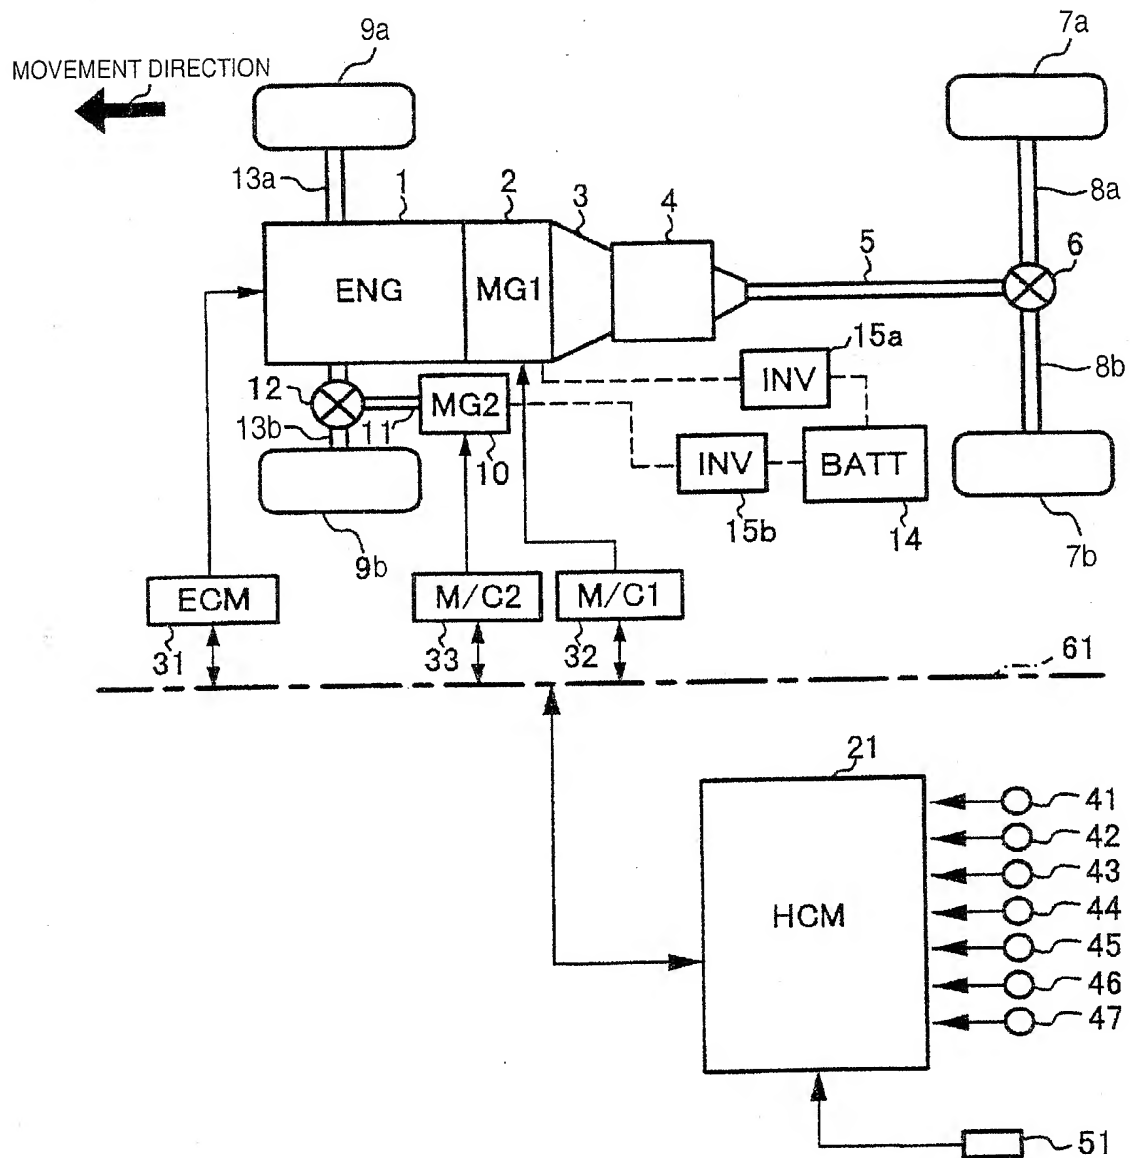 9a
7a
MOVEMENT DIRECTION
13a
1
2
3
4
8a
5
6
ENG
MG1
15a
INV
8b
12
MG2
13b
11
10
INV
BATT
15b
14
9b
7b
ECM
M/C2
M/C1
31
33
32
61
21
41
42
43
HCM
44
45
46
47
51